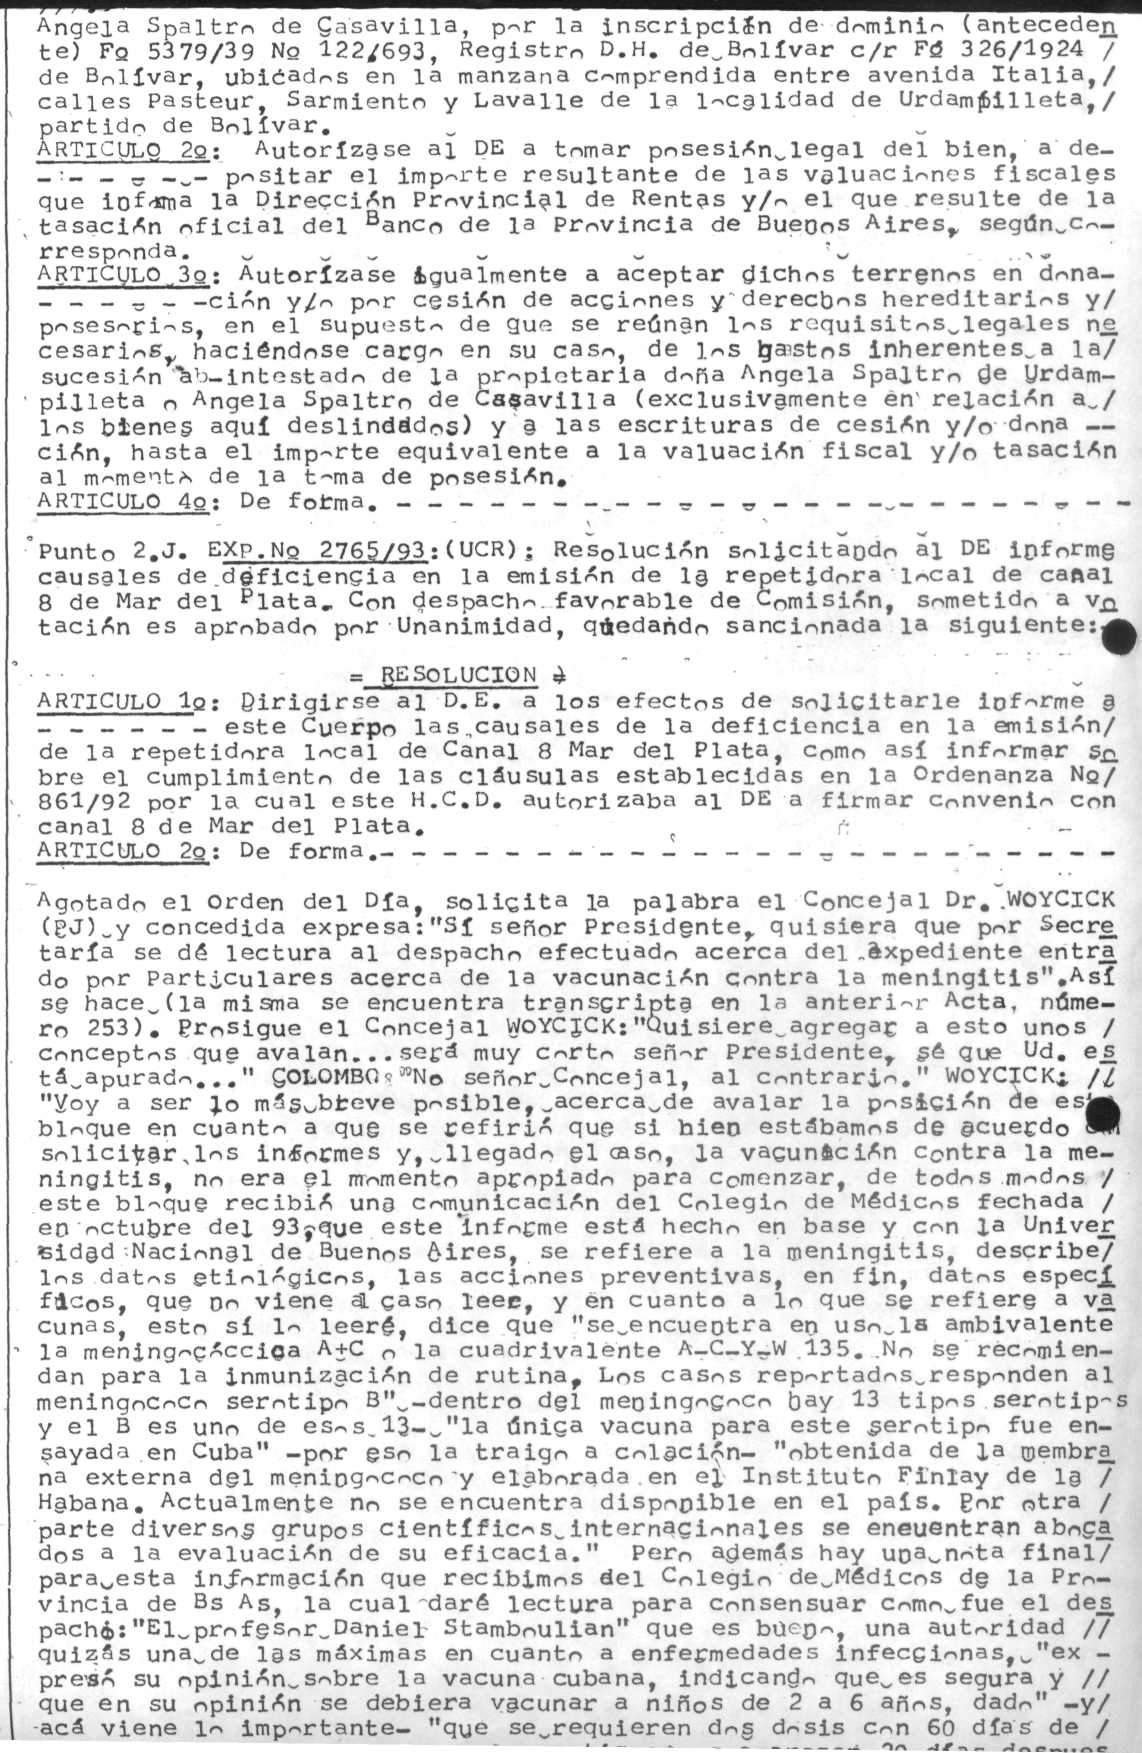 Angela Spaltro de Casavilla, por la inscripción de dominio (anteceden
te) Fº 5379/39 Nº 122/693, Registro D.H. de Bolívar c/r Fº 326/1924 /
de Bolívar, ubicados en la manzana comprendida entre avenida Italia,/
calles Pasteur, Sarmiento y Lavalle de la localidad de Urdampilleta,/
partido de Bolívar.
ARTICULO 2º: Autorízase al DE a tomar posesión legal del bien, a de-
- - - - - - - positar el importe resultante de las valuaciones fiscales
que informa la Dirección Provincial de Rentas y/o el que resulte de la
tasación oficial del Banco de la Provincia de Buenos Aires, según co-
rresponda.
ARTICULO 3º: Autorízase igualmente a aceptar dichos terrenos en dona-
- - - - - -ción y/o por cesión de acciones y derechos hereditarios y/
posesorios, en el supuesto de que se reúnan los requisitos legales ne
cesarios, haciéndose cargo en su caso, de los gastos inherentes a la/
sucesión ab-intestado de la propietaria doña Angela Spaltro de Urdam-
pilleta o Angela Spaltro de Casavilla (exclusivamente en relación a /
los bienes aquí deslindados) y a las escrituras de cesión y/o dona --
ción, hasta el importe equivalente a la valuación fiscal y/o tasación
al momento de la toma de posesión.
ARTICULO 4º: De forma. - - - - - - - - - - - - - - - - - - - - - -
Punto 2.J. EXP.Nº 2765/93:(UCR): Resolución solicitando al DE informe
causales de deficiencia en la emisión de la repetidora local de canal
8 de Mar del Plata. Con despacho favorable de Comisión, sometido a vo
tación es aprobado por Unanimidad, quedando sancionada la siguiente:-
= RESOLUCION =
ARTICULO 1º: Dirigirse al D.E. a los efectos de solicitarle informe a
- - - - - - este Cuerpo las causales de la deficiencia en la emisión/
de la repetidora local de Canal 8 Mar del Plata, como así informar so
bre el cumplimiento de las cláusulas establecidas en la Ordenanza Nº/
861/92 por la cual este H.C.D. autorizaba al DE a firmar convenio con
canal 8 de Mar del Plata.
ARTICULO 2º: De forma.- - - - - - - - - - - - - - - - - - - - - - -
Agotado el Orden del Día, solicita la palabra el Concejal Dr. WOYCICK
(PJ) y concedida expresa:"Sí señor Presidente, quisiera que por Secre
taría se dé lectura al despacho efectuado acerca del expediente entra
do por Particulares acerca de la vacunación contra la meningitis".Así
se hace (la misma se encuentra transcripta en la anterior Acta, núme-
ro 253). Prosigue el Concejal WOYCICK:"Quisiere agregar a esto unos /
conceptos que avalan...será muy corto señor Presidente, sé que Ud. es
tá apurado..." COLOMBO: "No señor Concejal, al contrario." WOYCICK: //
"Voy a ser lo más breve posible, acerca de avalar la posición de
bloque en cuanto a que se refirió que si bien estábamos de acuerdo
solicitar los informes y, llegado el caso, la vacunación contra la me-
ningitis, no era el momento apropiado para comenzar, de todos modos /
este bloque recibió una comunicación del Colegio de Médicos fechada /
en octubre del 93,que este informe está hecho en base y con la Univer
sidad Nacional de Buenos Aires, se refiere a la meningitis, describe/
los datos etiológicos, las acciones preventivas, en fin, datos especí
ficos, que no viene al caso leer, y en cuanto a lo que se refiere a va
cunas, esto sí lo leeré, dice que "se encuentra en uso la ambivalente
la meningocóccica A+C o la cuadrivalente A-C-Y-W 135. No se recomien-
dan para la inmunización de rutina, Los casos reportados responden al
meningococo serotipo B" -dentro del meningococo hay 13 tipos serotipos
y el B es uno de esos 13- "la única vacuna para este serotipo fue en-
sayada en Cuba" -por eso la traigo a colación- "obtenida de la membra
na externa del meningococo y elaborada en el Instituto Finlay de la /
Habana. Actualmente no se encuentra disponible en el país. Por otra /
parte diversos grupos científicos internacionales se eneuentran aboca
dos a la evaluación de su eficacia." Pero además hay una nota final/
para esta información que recibimos del Colegio de Médicos de la Pro-
vincia de Bs As, la cual daré lectura para consensuar como fue el des
pacho:"El profesor Daniel Stamboulian" que es bueno, una autoridad //
quizás una de las máximas en cuanto a enfermedades infeccionas, "ex -
presó su opinión sobre la vacuna cubana, indicando que es segura y //
que en su opinión se debiera vacunar a niños de 2 a 6 años, dado" -y/
acá viene lo importante- "que se requieren dos dosis con 60 días de /